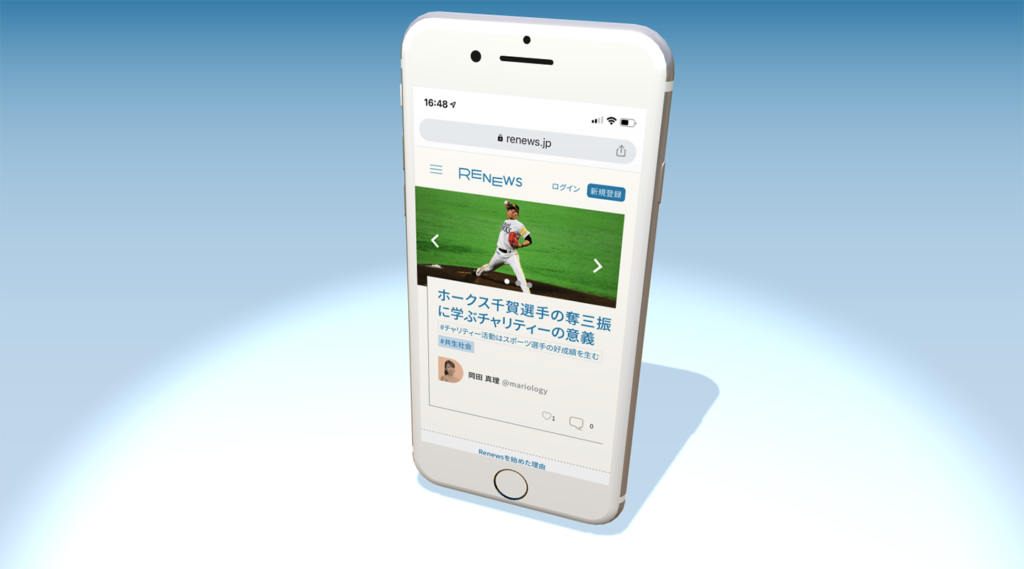 16:48
renews.jp
RENEWS
ログイン
新規登録
ホークス千賀選手の奪三振
に学ぶチャリティーの意義
#チャリティー活動はスポーツ選手の好成績を生む
#共生社会
岡田 真理 @mariology
1
0
Renewsを始めた理由